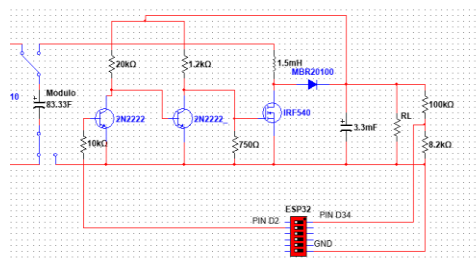 20kΩ
1.2kΩ
1.5mH
MBR20100
Modulo
83.33F
10
2N2222
2N2222_
IRF540
3.3mF
RL
100kΩ
10kΩ
750Ω
8.2kΩ
ESP32
PIN D2
PIN D34
GND